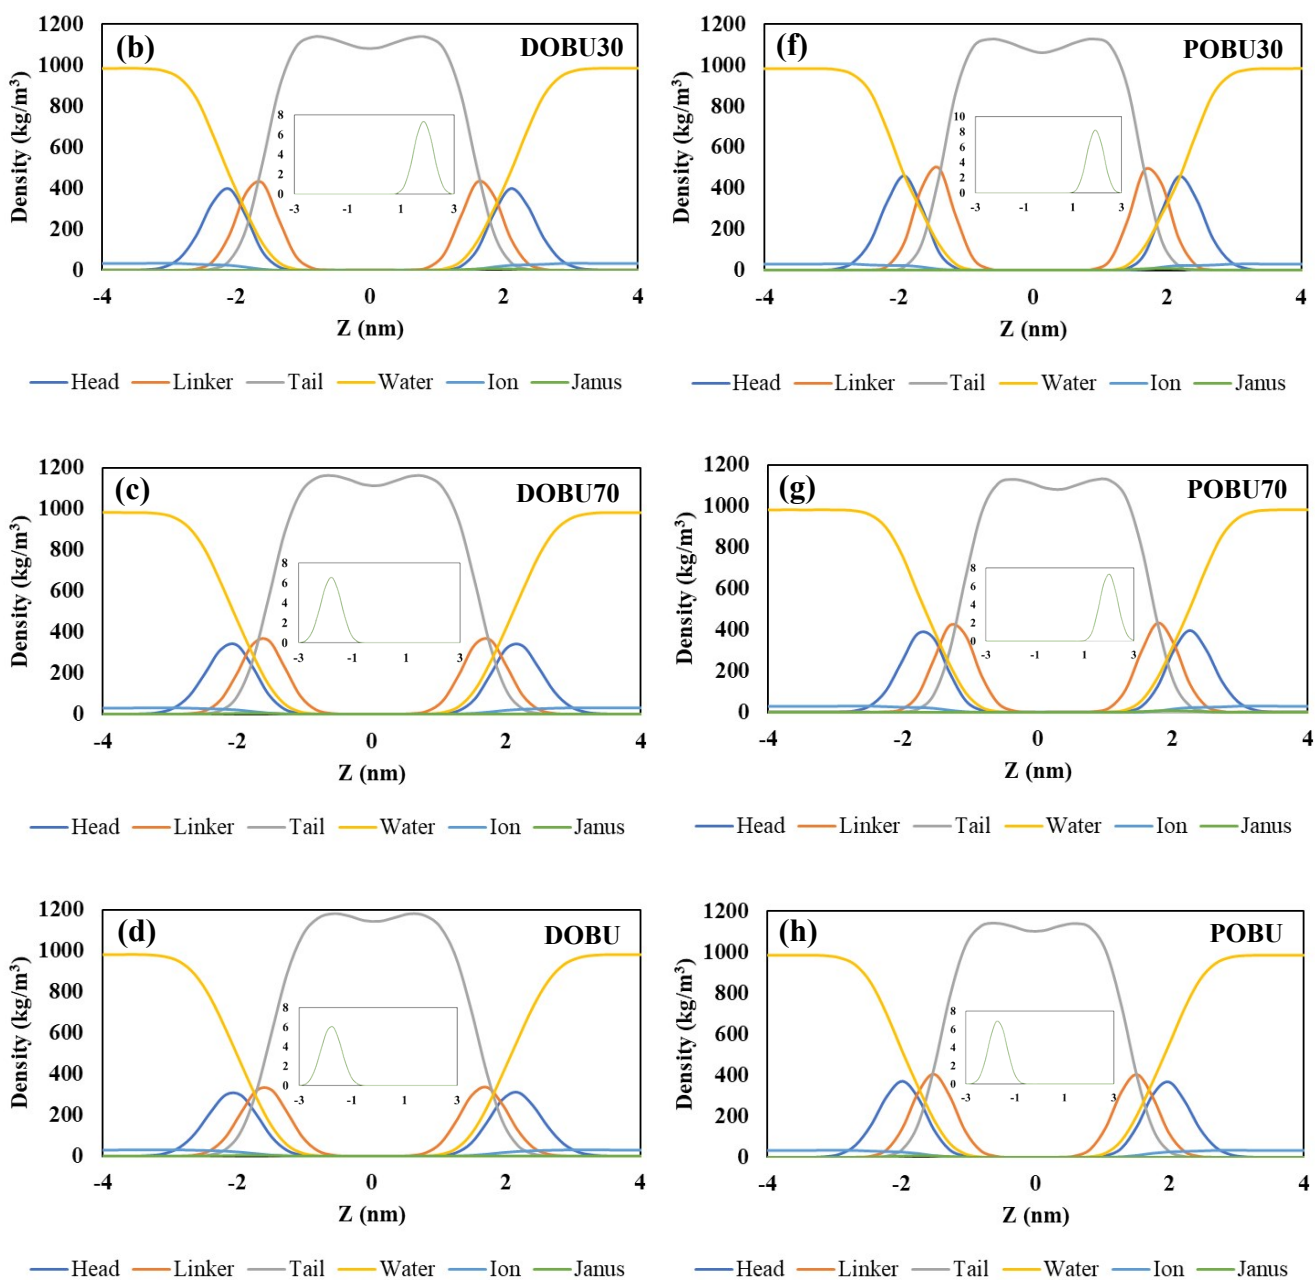 (b) DOBU30
Density (kg/m³)
1200
1000
800
600
400
200
0
8
6
4
2
0
-3 -1 1 3
-4 -2 0 2 4
Z (nm)
Head Linker Tail Water Ion Janus
(f) POBU30
Density (kg/m³)
1200
1000
800
600
400
200
0
10
8
6
4
2
0
-3 -1 1 3
-4 -2 0 2 4
Z (nm)
Head Linker Tail Water Ion Janus
(c) DOBU70
Density (kg/m³)
1200
1000
800
600
400
200
0
8
6
4
2
0
-3 -1 1 3
-4 -2 0 2 4
Z (nm)
Head Linker Tail Water Ion Janus
(g) POBU70
Density (kg/m³)
1200
1000
800
600
400
200
0
8
6
4
2
0
-3 -1 1 3
-4 -2 0 2 4
Z (nm)
Head Linker Tail Water Ion Janus
(d) DOBU
Density (kg/m³)
1200
1000
800
600
400
200
0
8
6
4
2
0
-3 -1 1 3
-4 -2 0 2 4
Z (nm)
Head Linker Tail Water Ion Janus
(h) POBU
Density (kg/m³)
1200
1000
800
600
400
200
0
8
6
4
2
0
-3 -1 1 3
-4 -2 0 2 4
Z (nm)
Head Linker Tail Water Ion Janus